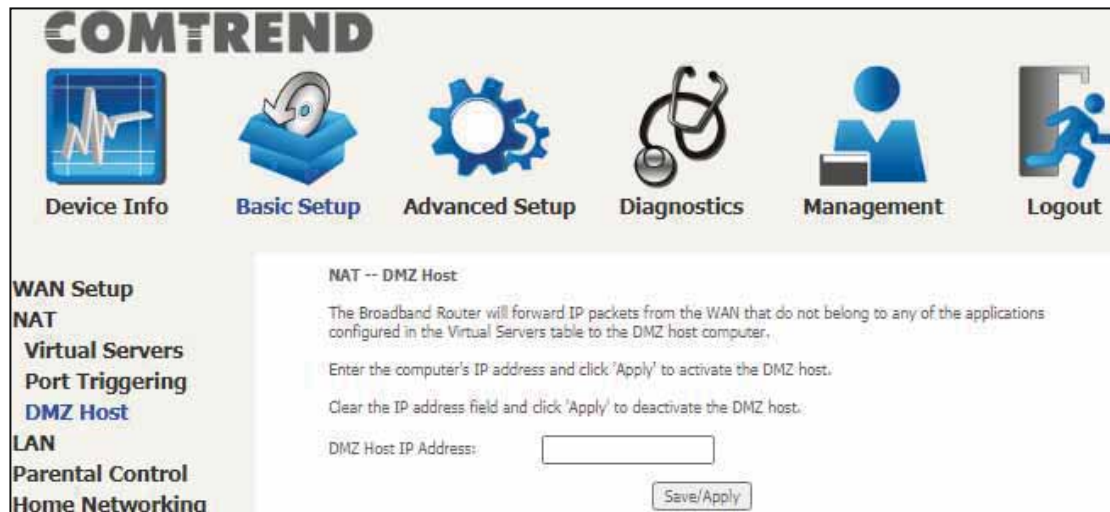 COMTREND
Device Info
Basic Setup
Advanced Setup
Diagnostics
Management
Logout
WAN Setup
NAT
Virtual Servers
Port Triggering
DMZ Host
LAN
Parental Control
Home Networking
NAT -- DMZ Host
The Broadband Router will forward IP packets from the WAN that do not belong to any of the applications
configured in the Virtual Servers table to the DMZ host computer.
Enter the computer's IP address and click 'Apply' to activate the DMZ host.
Clear the IP address field and click 'Apply' to deactivate the DMZ host.
DMZ Host IP Address:
Save/Apply